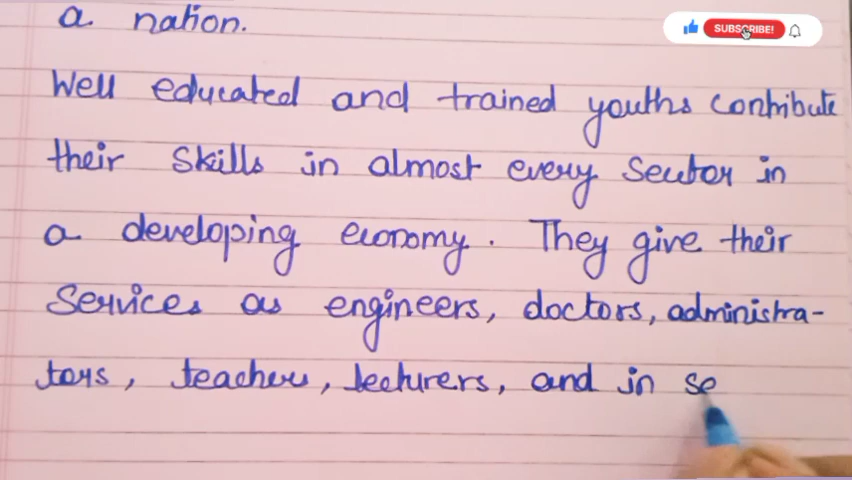 a nation.
SUBSCRIBE!
Well educated and trained youths contribute
their skills in almost every sector in
a developing economy. They give their
services as engineers, doctors, administra-
tors, teachers, lecturers, and in se